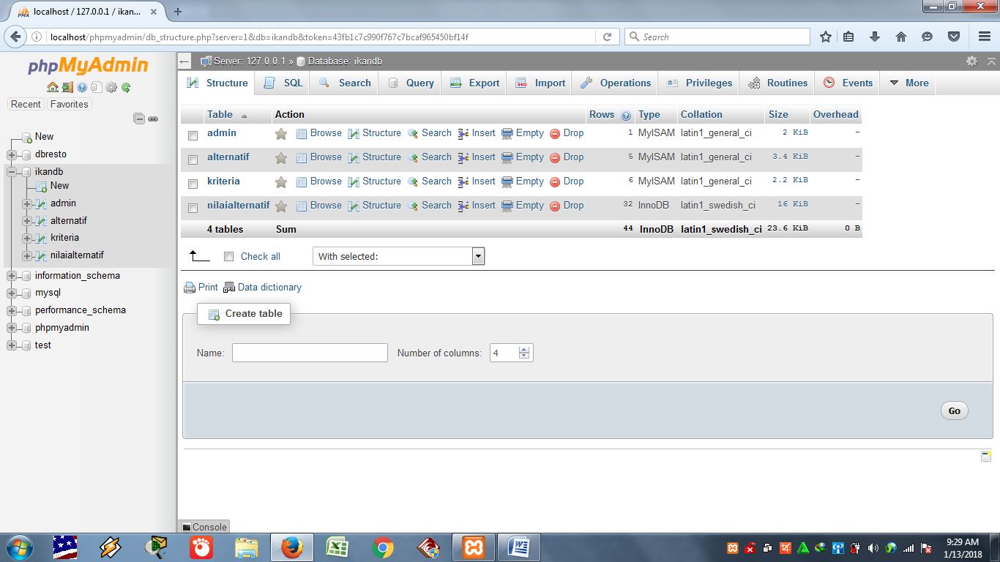 localhost / 127.0.0.1 / ikan...
localhost/phpmyadmin/db_structure.php?server=1&db=ikandb&token=43fb1c7c990f767c7bcaf965450bf14f
Search
phpMyAdmin
Recent Favorites
New
dbresto
ikandb
New
admin
alternatif
kriteria
nilaialternatif
information_schema
mysql
performance_schema
phpmyadmin
test
Server: 127.0.0.1 » Database: ikandb
Structure SQL Search Query Export Import Operations Privileges Routines Events More
Table Action Rows Type Collation Size Overhead
admin Browse Structure Search Insert Empty Drop 1 MyISAM latin1_general_ci 2 KiB -
alternatif Browse Structure Search Insert Empty Drop 5 MyISAM latin1_general_ci 3.4 KiB -
kriteria Browse Structure Search Insert Empty Drop 6 MyISAM latin1_general_ci 2.2 KiB -
nilaialternatif Browse Structure Search Insert Empty Drop 32 InnoDB latin1_swedish_ci 16 KiB -
4 tables Sum 44 InnoDB latin1_swedish_ci 23.6 KiB 0 B
Check all With selected:
Print Data dictionary
Create table
Name: Number of columns: 4
Go
Console
9:29 AM
1/13/2018